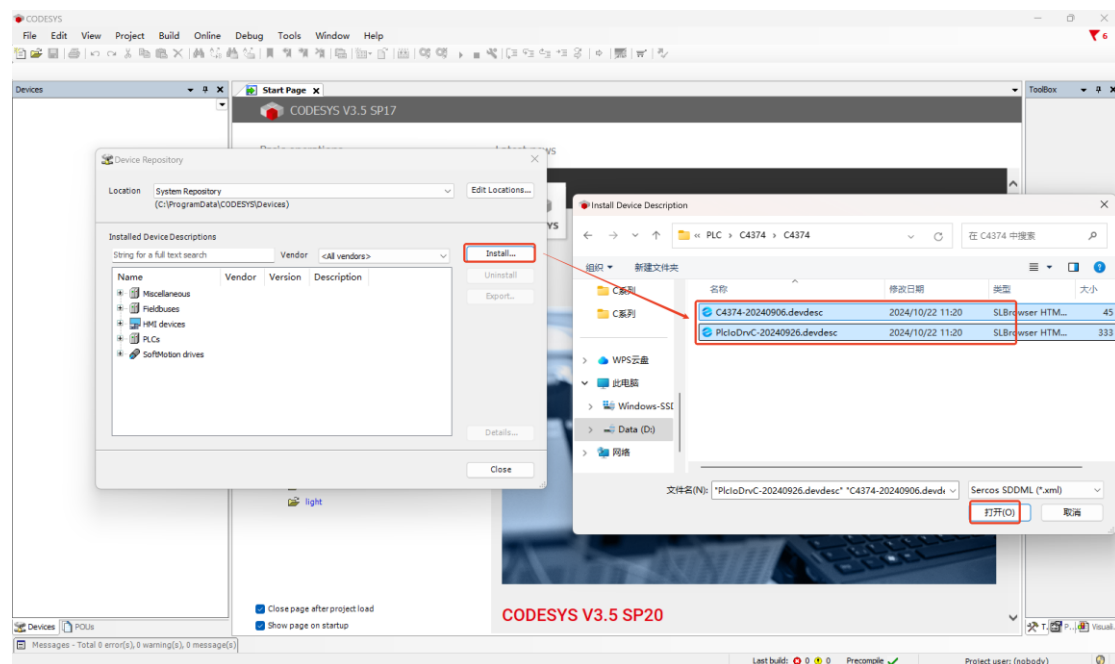 CODESYS
File Edit View Project Build Online Debug Tools Window Help
6
Devices
Start Page
ToolBox
CODESYS V3.5 SP17
Device Repository
Location System Repository Edit Locations...
(C:\ProgramData\CODESYS\Devices)
Installed Device Descriptions
String for a full text search Vendor <All vendors> Install...
Name Vendor Version Description
Uninstall
Miscellaneous
Export...
Fieldbuses
HMI devices
PLCs
SoftMotion drives
Details...
Close
Install Device Description
« PLC > C4374 > C4374 在 C4374 中搜索
组织 新建文件夹
名称 修改日期 类型 大小
C系列
C系列
C4374-20240906.devdesc 2024/10/22 11:20 SLBrowser HTM... 45
PlcIoDrvC-20240926.devdesc 2024/10/22 11:20 SLBrowser HTM... 333
WPS云盘
此电脑
Windows-SSD
Data (D:)
网络
文件名(N): "PlcIoDrvC-20240926.devdesc" "C4374-20240906.devde Sercos SDDML (*.xml)
打开(O) 取消
light
Close page after project load
Show page on startup
CODESYS V3.5 SP20
Devices POUs
T. P... Visuali...
Messages - Total 0 error(s), 0 warning(s), 0 message(s)
Last build: 0 0 Precompile Project user: (nobody)